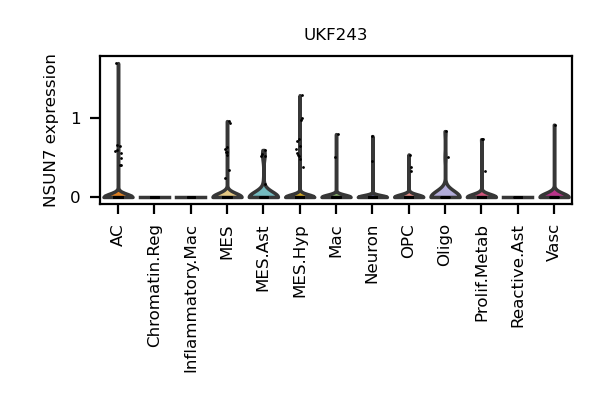 UKF243
NSUN7 expression
1
0
AC
Chromatin.Reg
Inflammatory.Mac
MES
MES.Ast
MES.Hyp
Mac
Neuron
OPC
Oligo
Prolif.Metab
Reactive.Ast
Vasc